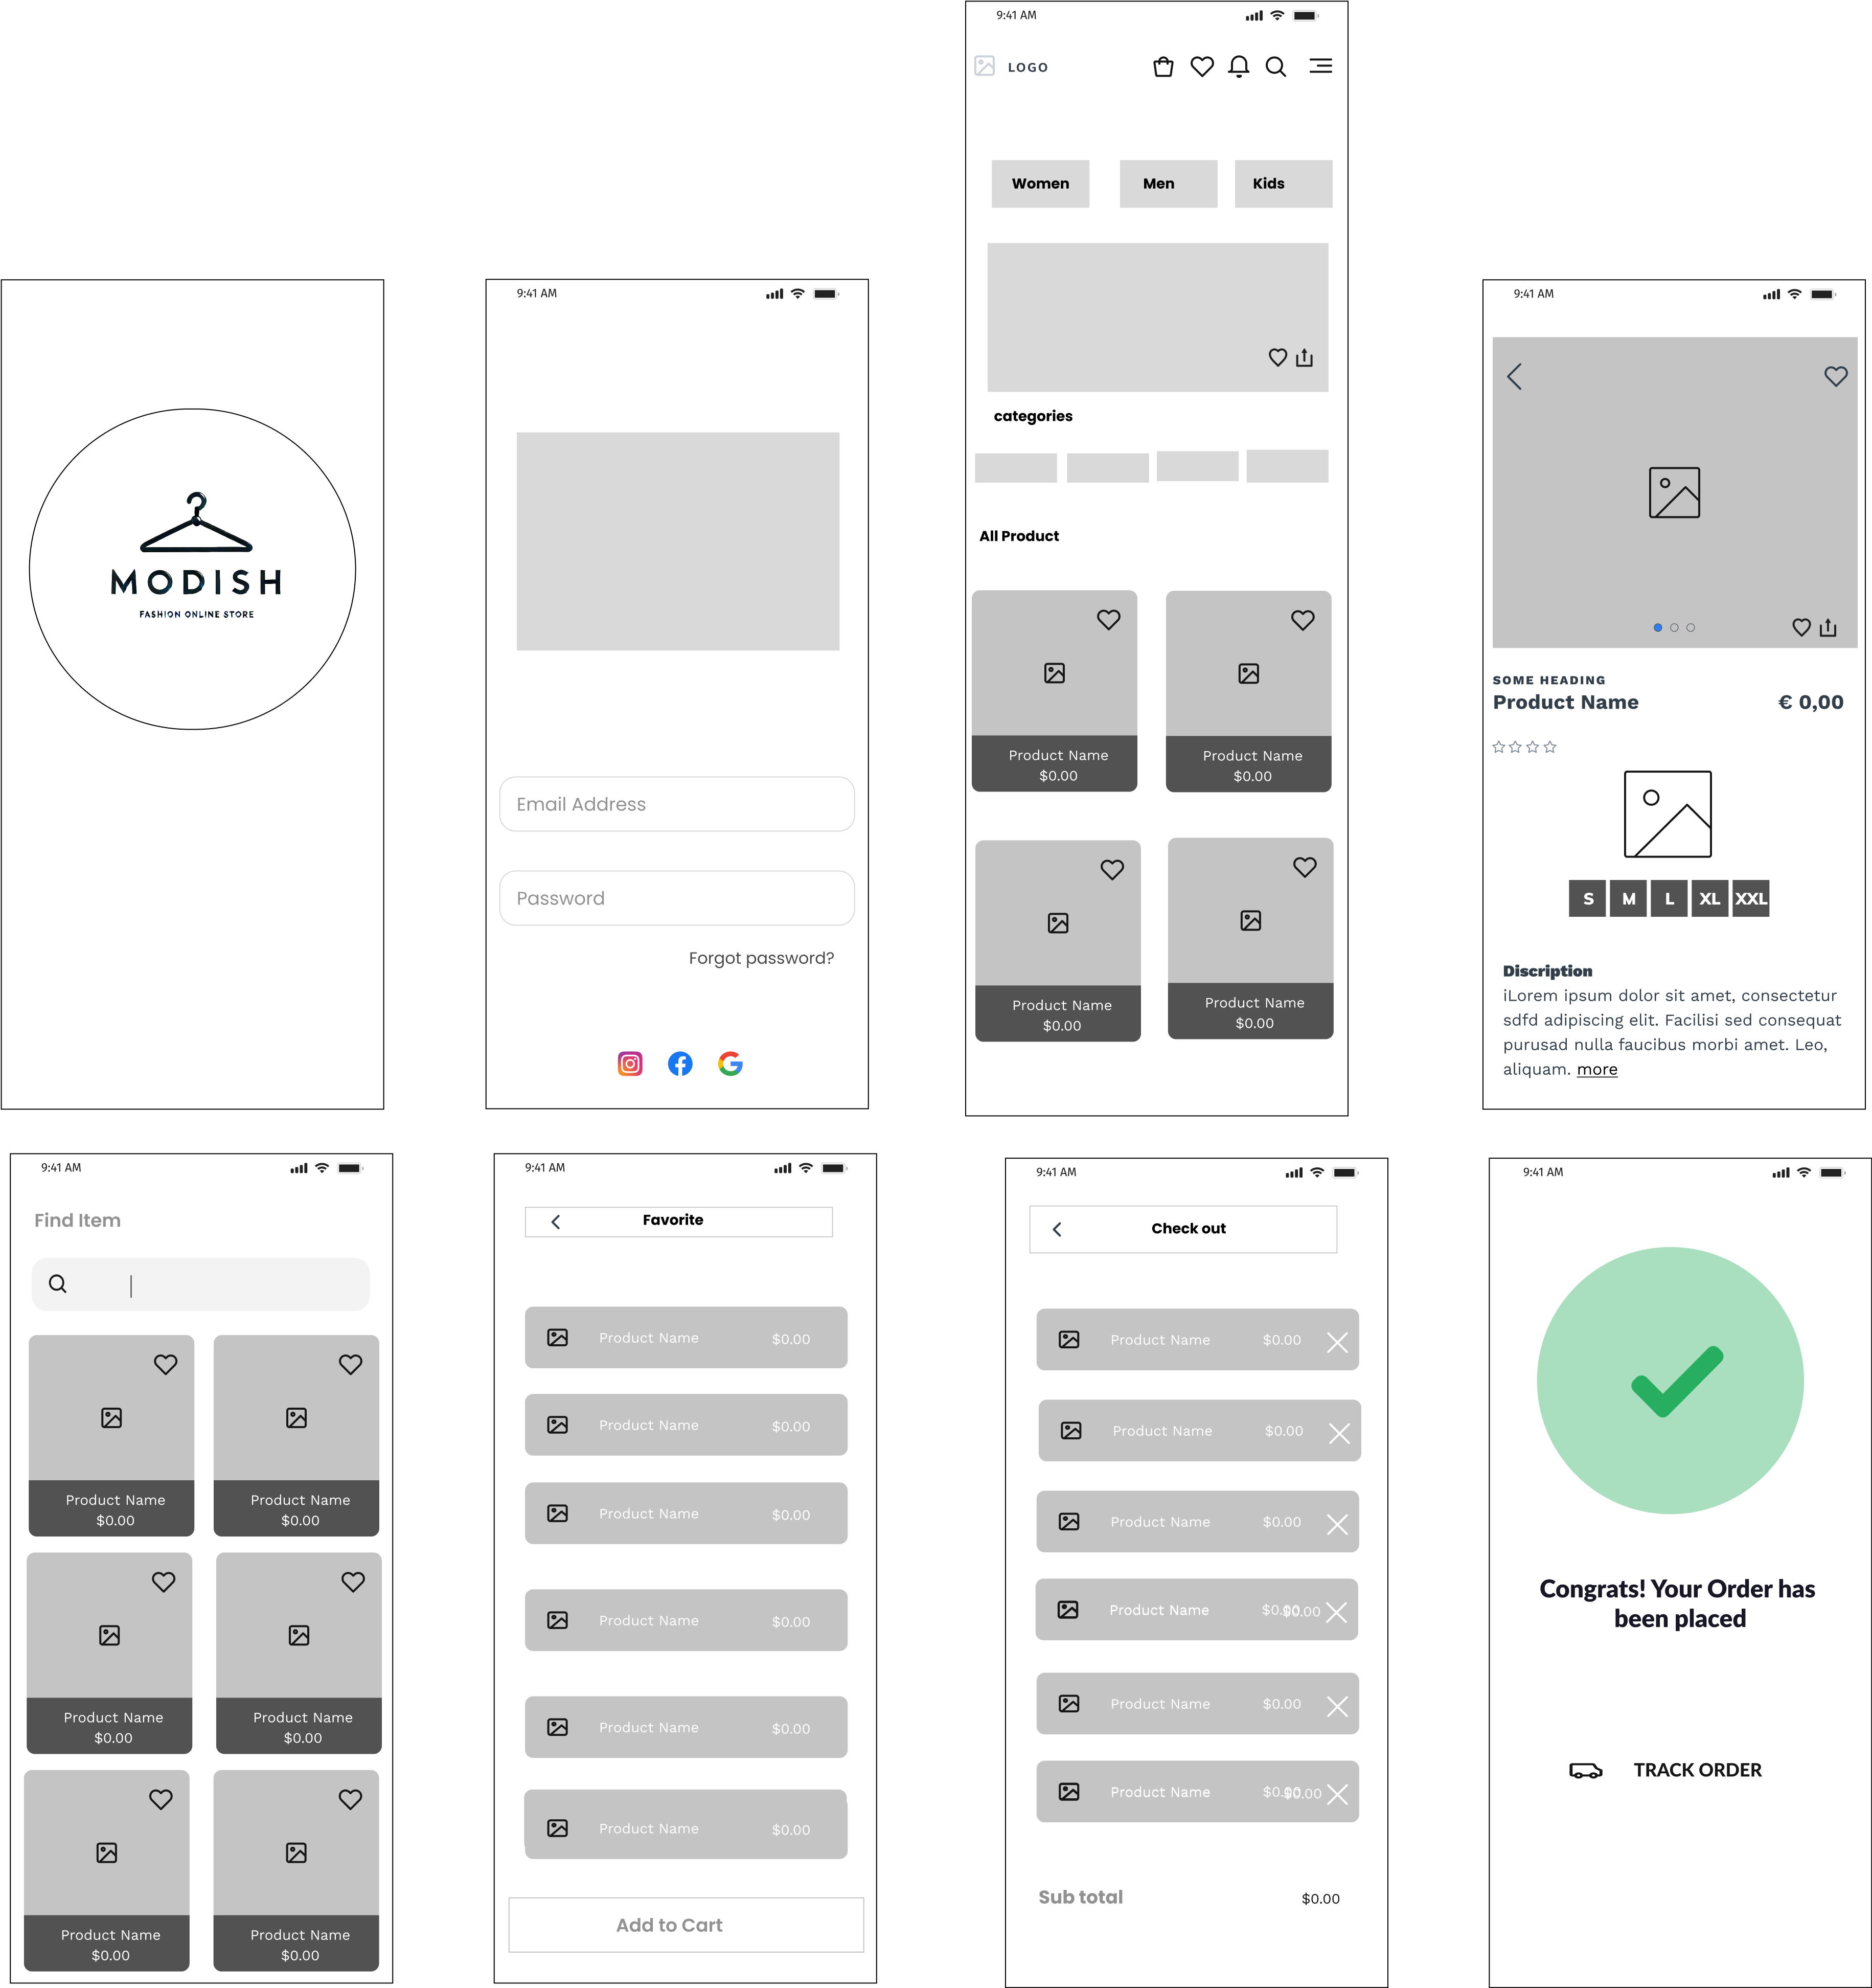 MODISH
FASHION ONLINE STORE
9:41 AM
Email Address
Password
Forgot password?
9:41 AM
LOGO
Women
Men
Kids
categories
All Product
Product Name
$0.00
Product Name
$0.00
Product Name
$0.00
Product Name
$0.00
9:41 AM
SOME HEADING
Product Name € 0,00
S M L XL XXL
Discription
iLorem ipsum dolor sit amet, consectetur
sdfd adipiscing elit. Facilisi sed consequat
purusad nulla faucibus morbi amet. Leo,
aliquam. more
9:41 AM
Find Item
Product Name
$0.00
Product Name
$0.00
Product Name
$0.00
Product Name
$0.00
Product Name
$0.00
Product Name
$0.00
9:41 AM
Favorite
Product Name $0.00
Product Name $0.00
Product Name $0.00
Product Name $0.00
Product Name $0.00
Product Name $0.00
Add to Cart
9:41 AM
Check out
Product Name $0.00
Product Name $0.00
Product Name $0.00
Product Name $0.00 $0.00
Product Name $0.00
Product Name $0.00 $0.00
Sub total $0.00
9:41 AM
Congrats! Your Order has
been placed
TRACK ORDER